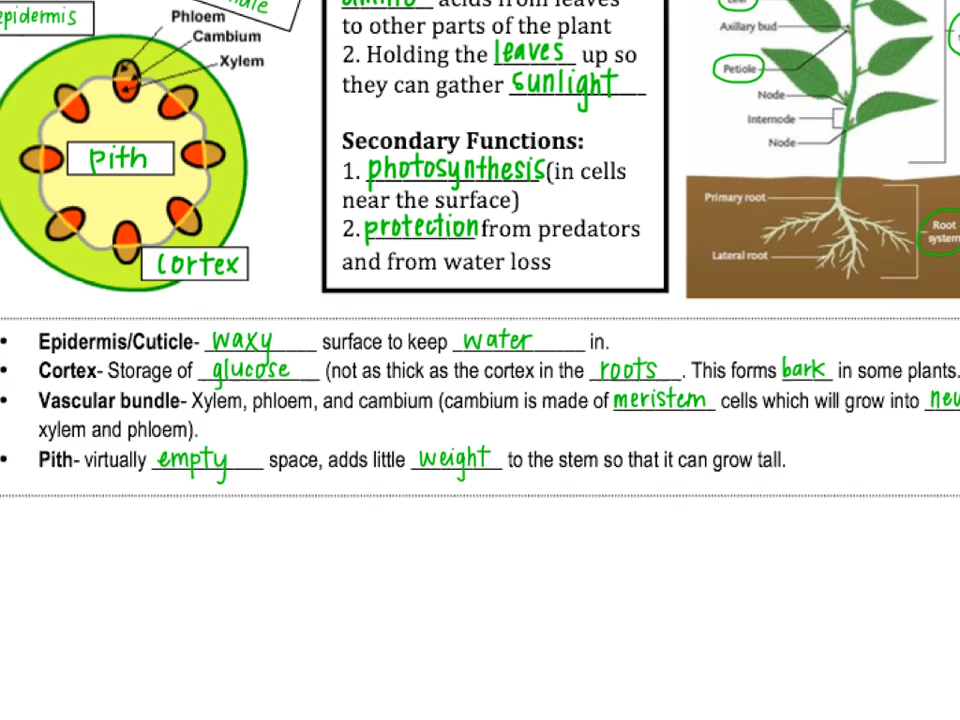 epidermis
Phloem
Cambium
Xylem
pith
cortex
amino acids from leaves
to other parts of the plant
2. Holding the leaves up so
they can gather sunlight
Secondary Functions:
1. photosynthesis (in cells
near the surface)
2. protection from predators
and from water loss
Axillary bud
Petiole
Node
Internode
Node
Primary root
Lateral root
Root
system
• Epidermis/Cuticle- waxy surface to keep water in.
• Cortex- Storage of glucose (not as thick as the cortex in the roots. This forms bark in some plants.
• Vascular bundle- Xylem, phloem, and cambium (cambium is made of meristem cells which will grow into new
xylem and phloem).
• Pith- virtually empty space, adds little weight to the stem so that it can grow tall.